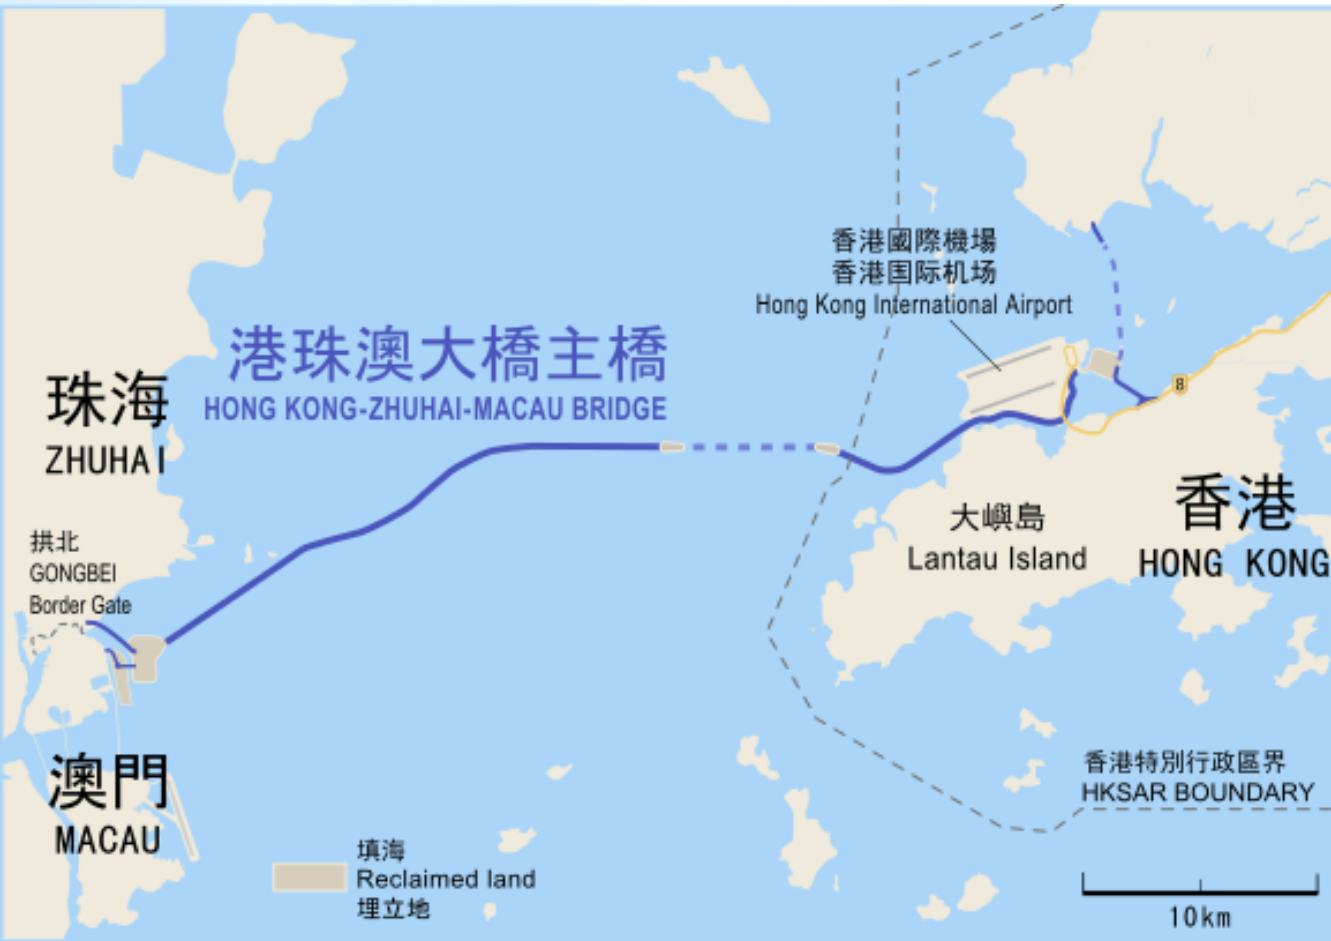 香港國際機場
香港国际机场
Hong Kong International Airport
港珠澳大橋主橋
HONG KONG-ZHUHAI-MACAU BRIDGE
珠海
ZHUHAI
8
香港
HONG KONG
大嶼島
Lantau Island
拱北
GONGBEI
Border Gate
澳門
MACAU
香港特別行政區界
HKSAR BOUNDARY
填海
Reclaimed land
埋立地
10km